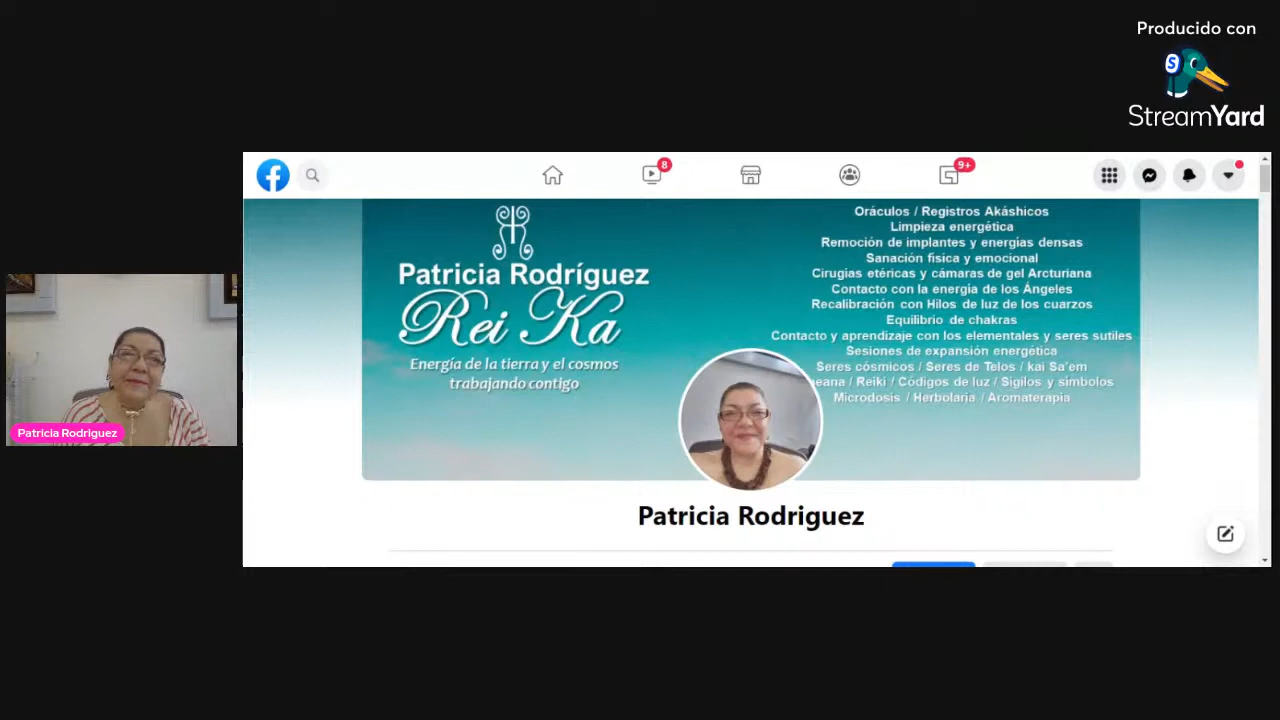 Producido con
StreamYard
8
9+
Patricia Rodríguez
Rei Ka
Energía de la tierra y el cosmos
trabajando contigo
Oráculos / Registros Akáshicos
Limpieza energética
Remoción de implantes y energías densas
Sanación física y emocional
Cirugías etéricas y cámaras de gel Arcturiana
Contacto con la energía de los Ángeles
Recalibración con Hilos de luz de los cuarzos
Equilibrio de chakras
Contacto y aprendizaje con los elementales y seres sutiles
Sesiones de expansión energética
Seres cósmicos / Seres de Telos / kai Sa'em
/ Reiki / Códigos de luz / Sigilos y símbolos
Microdosis / Herbolaria / Aromaterapia
Patricia Rodriguez
Patricia Rodriguez